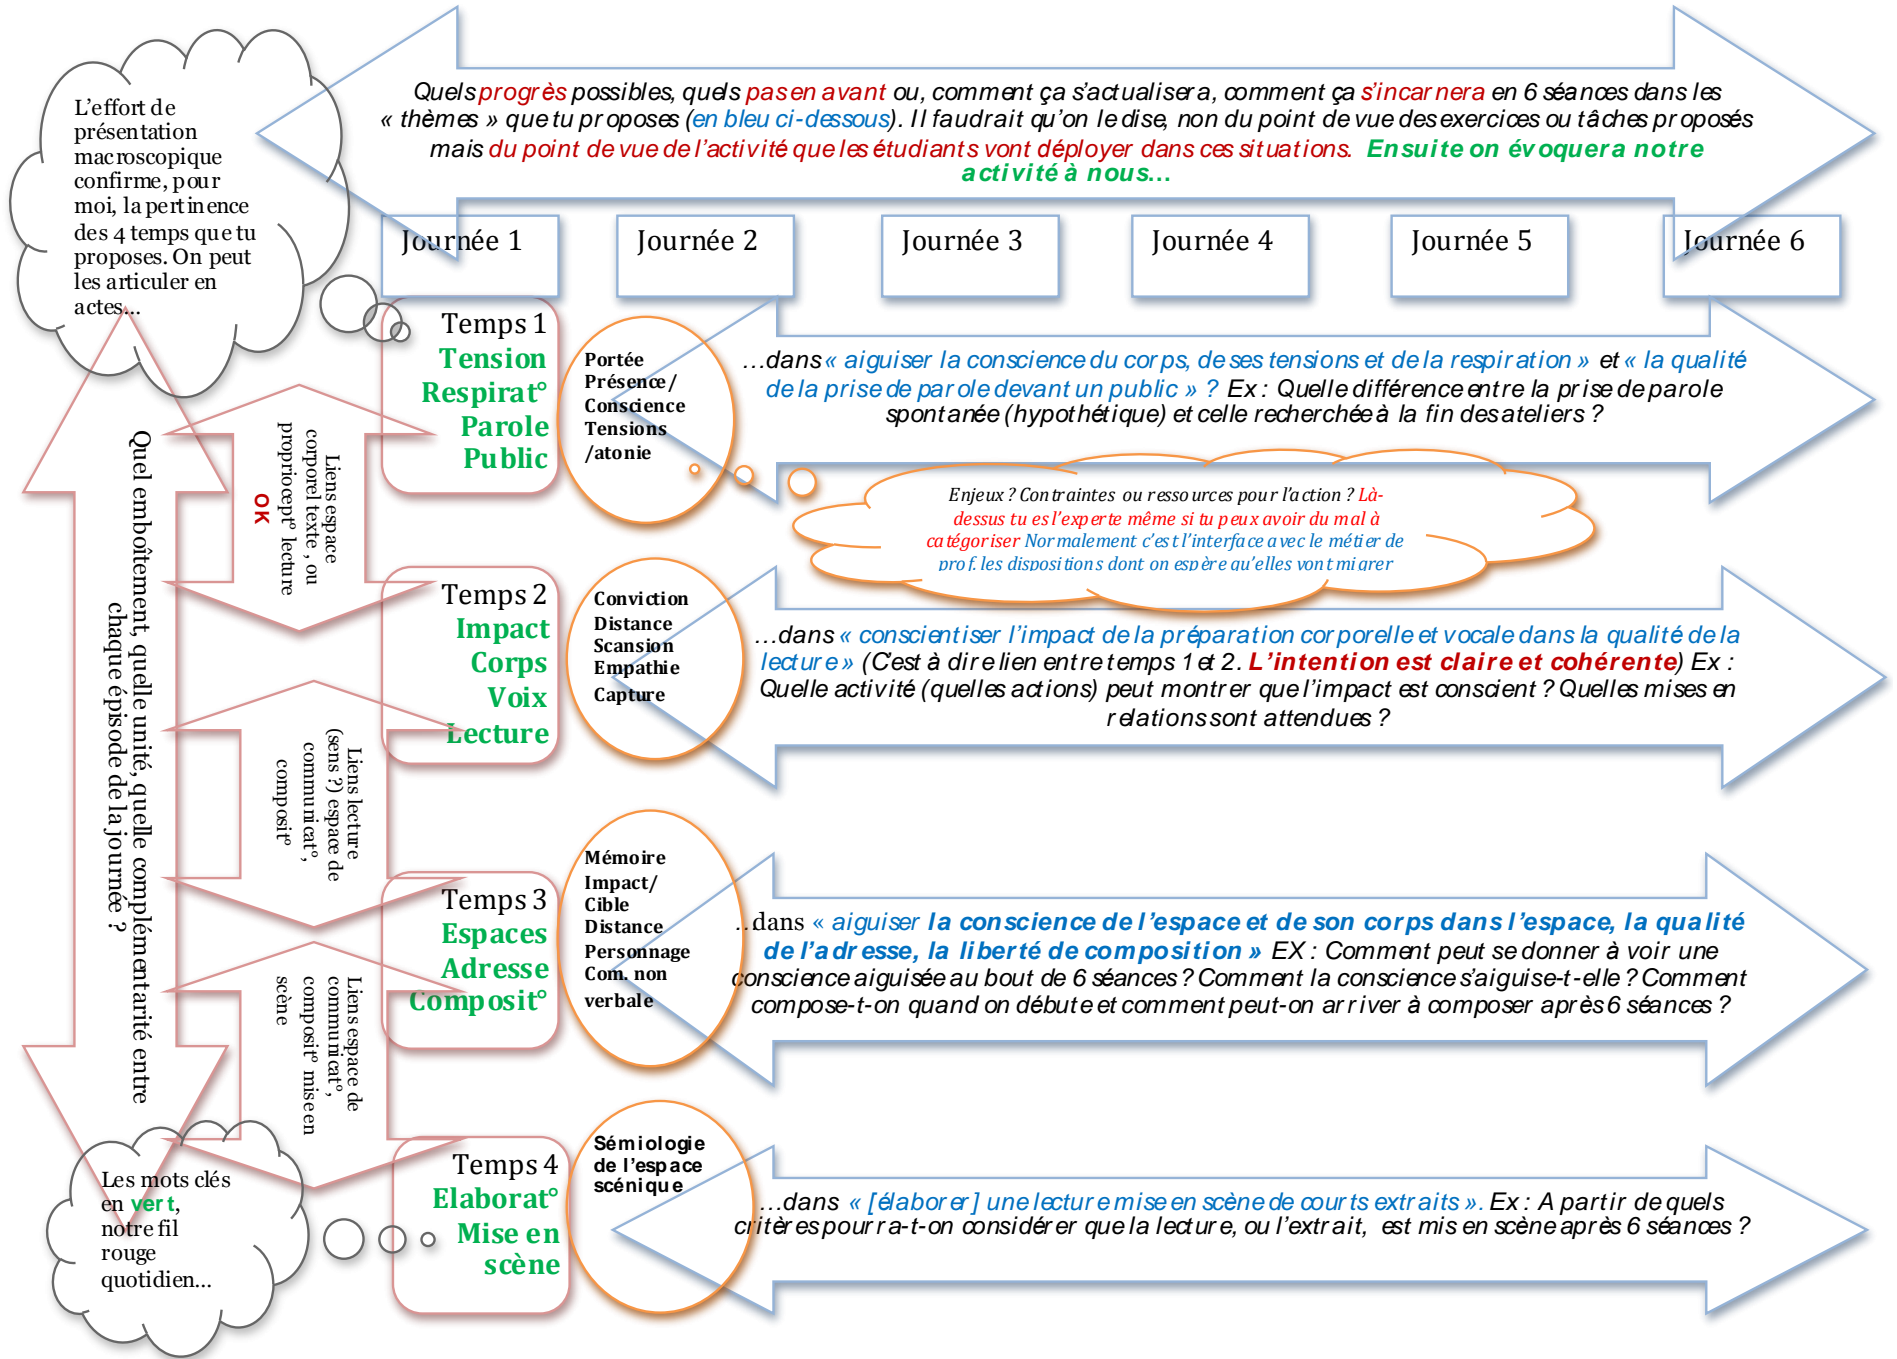 L'effort de
présentation
macroscopique
confirme, pour
moi, la pertinence
des 4 temps que tu
proposes. On peut
les articuler en
actes...
Quels progrès possibles, quels pas en avant ou, comment ça s'actualisera, comment ça s'incarnera en 6 séances dans les
« thèmes » que tu proposes (en bleu ci-dessous). Il faudrait qu'on le dise, non du point de vue des exercices ou tâches proposés
mais du point de vue de l'activité que les étudiants vont déployer dans ces situations. Ensuite on évoquera notre
activité à nous...
Journée 1
Journée 2
Journée 3
Journée 4
Journée 5
Journée 6
Temps 1
Tension
Respirat°
Parole
Public
Portée
Présence/
Conscience
Tensions
/atonie
...dans « aiguiser la conscience du corps, de ses tensions et de la respiration » et « la qualité
de la prise de parole devant un public » ? Ex : Quelle différence entre la prise de parole
spontanée (hypothétique) et celle recherchée à la fin des ateliers ?
Enjeux ? Contraintes ou ressources pour l'action ? Là-
dessus tu es l'experte même si tu peux avoir du mal à
catégoriser Normalement c'est l'interface avec le métier de
prof. les dispositions dont on espère qu'elles vont migrer
Quel emboîtement, quelle unité, quelle complémentarité entre
chaque épisode de la journée ?
Liens espace
corporel texte , ou
propriocept° lecture
OK
Temps 2
Impact
Corps
Voix
Lecture
Conviction
Distance
Scansion
Empathie
Capture
...dans « conscientiser l'impact de la préparation corporelle et vocale dans la qualité de la
lecture » (C'est à dire lien entre temps 1 et 2. L'intention est claire et cohérente) Ex :
Quelle activité (quelles actions) peut montrer que l'impact est conscient ? Quelles mises en
relations sont attendues ?
Liens lecture
(sens ?) espace de
communicat°,
composit°
Temps 3
Espaces
Adresse
Composit°
Mémoire
Impact/
Cible
Distance
Personnage
Com. non
verbale
...dans « aiguiser la conscience de l'espace et de son corps dans l'espace, la qualité
de l'adresse, la liberté de composition » EX : Comment peut se donner à voir une
conscience aiguisée au bout de 6 séances ? Comment la conscience s'aiguise-t-elle ? Comment
compose-t-on quand on débute et comment peut-on arriver à composer après 6 séances ?
Liens espace de
communicat°,
composit° mise en
scène
Temps 4
Elaborat°
Mise en
scène
Sémiologie
de l'espace
scénique
...dans « [élaborer] une lecture mise en scène de courts extraits ». Ex : A partir de quels
critères pourra-t-on considérer que la lecture, ou l'extrait, est mis en scène après 6 séances ?
Les mots clés
en vert,
notre fil
rouge
quotidien...